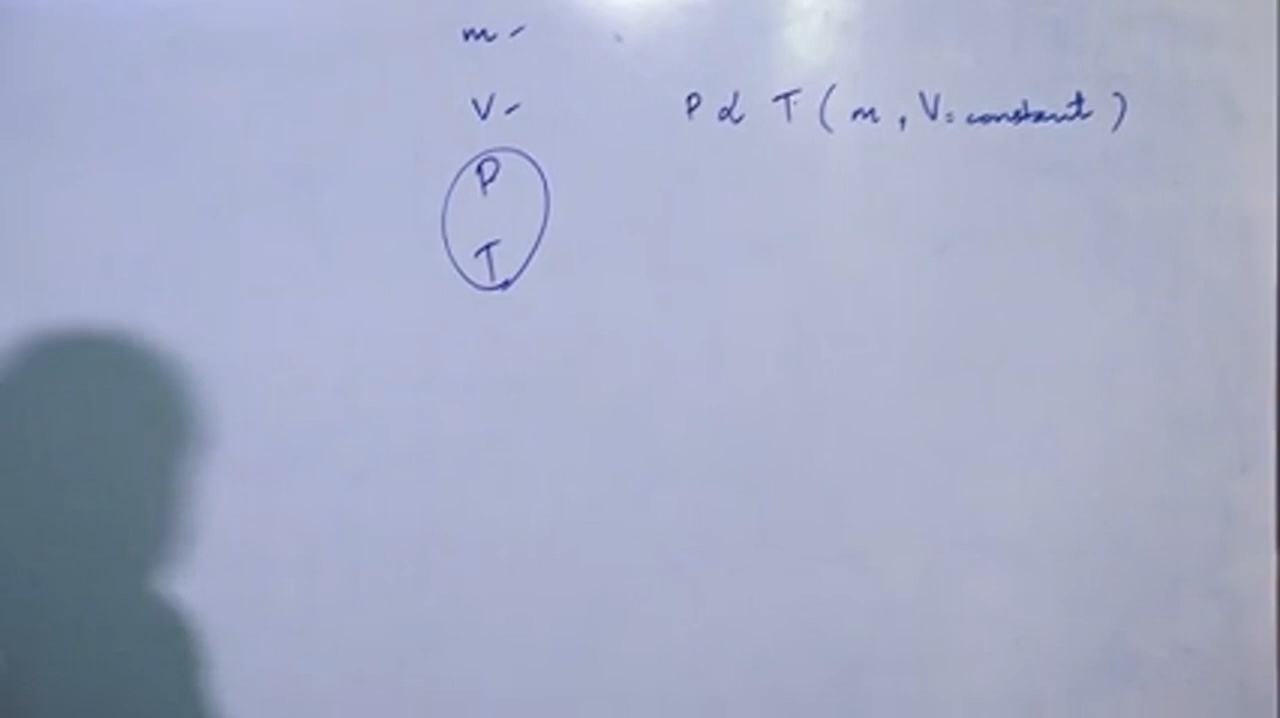 m -
V - P ∝ T ( m , V = constant )
P
T